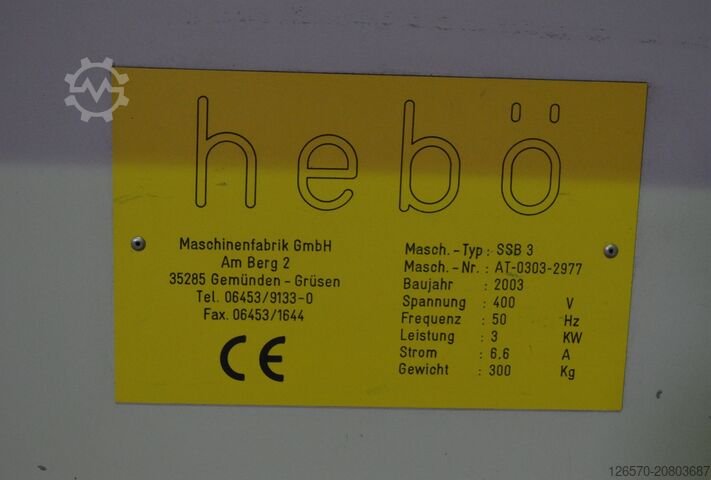 hebö
Maschinenfabrik GmbH
Am Berg 2
35285 Gemünden - Grüsen
Tel. 06453/9133-0
Fax. 06453/1644
CE
Masch. - Typ : SSB 3
Masch. - Nr. : AT-0303-2977
Baujahr : 2003
Spannung : 400 V
Frequenz : 50 Hz
Leistung : 3 KW
Strom : 6,6 A
Gewicht : 300 Kg
126570-20803687